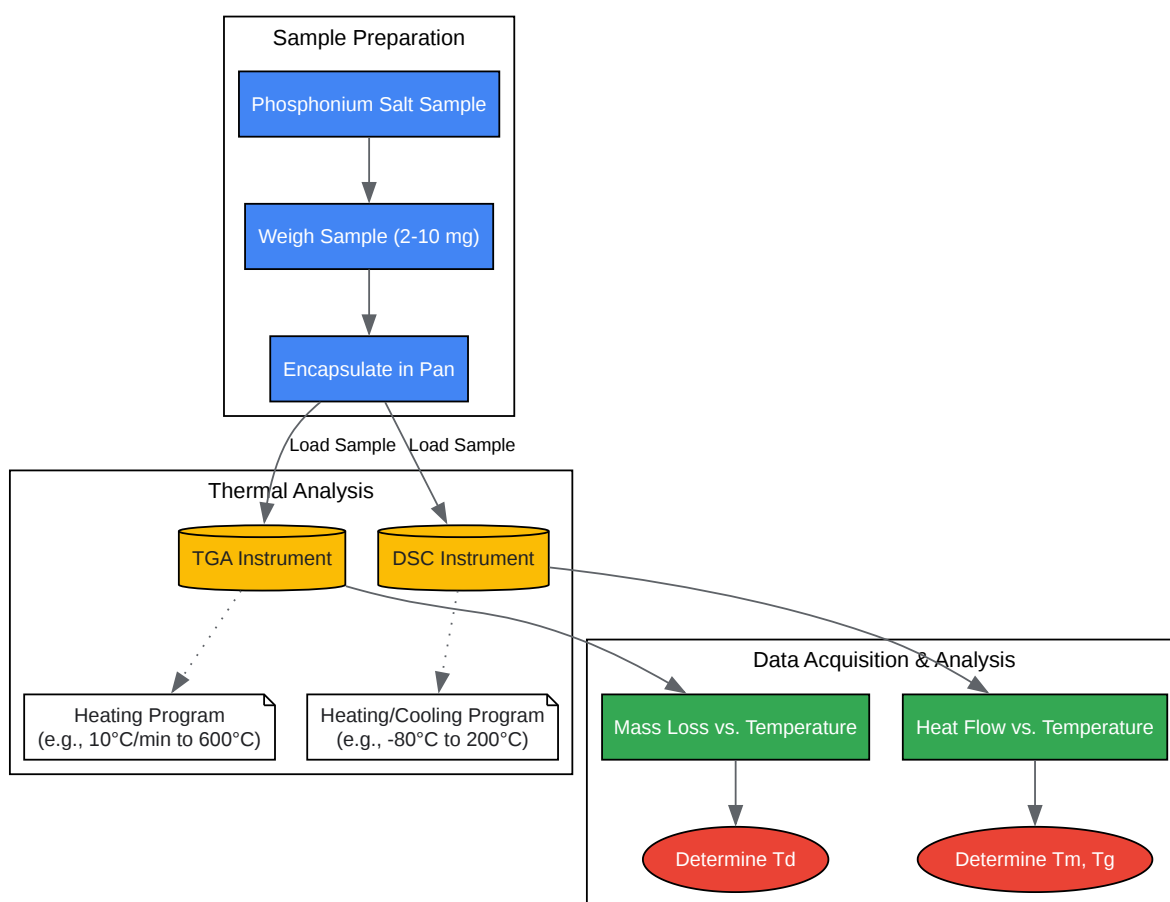 Sample Preparation
Phosphonium Salt Sample
Weigh Sample (2-10 mg)
Encapsulate in Pan
Load Sample
Load Sample
Thermal Analysis
TGA Instrument
DSC Instrument
Heating Program
(e.g., 10°C/min to 600°C)
Heating/Cooling Program
(e.g., -80°C to 200°C)
Data Acquisition & Analysis
Mass Loss vs. Temperature
Heat Flow vs. Temperature
Determine Td
Determine Tm, Tg